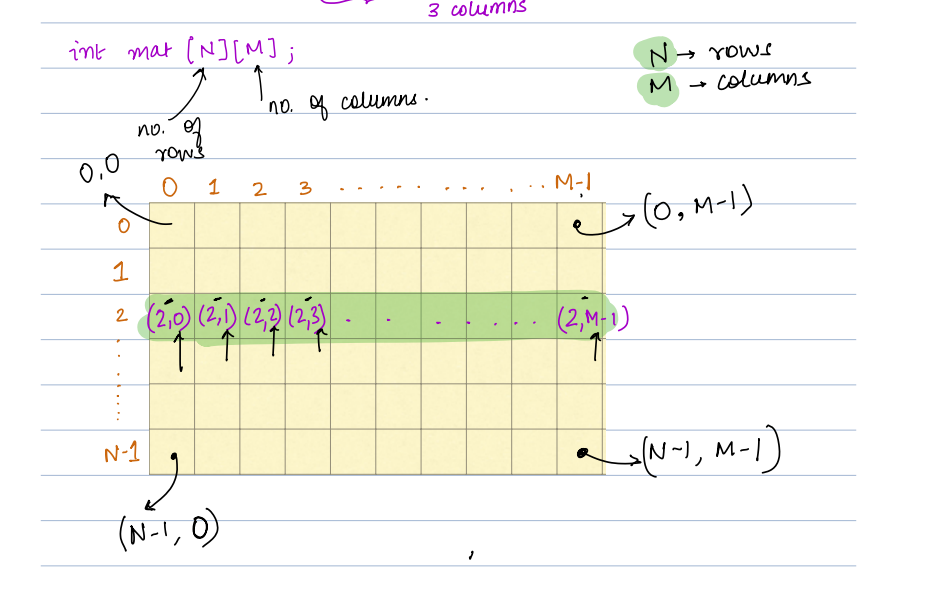 3 columns
int mat [N][M];
N → rows
M → columns
no. of columns.
no. of
rows
0,0
0 1 2 3 . . . . . . . . . . . . . M-1
0
(0, M-1)
1
2 (2,0) (2,1) (2,2) (2,3) . . . . . . . . (2,M-1)
N-1
(N-1, M-1)
(N-1, 0)